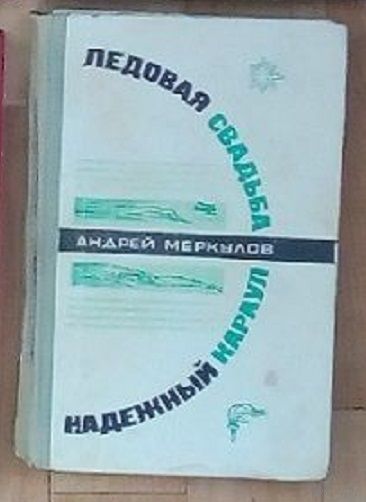 ЛЕДОВАЯ СВАДЬБА
АНДРЕЙ МЕРКУЛОВ
НАДЕЖНЫЙ КАРАУЛ